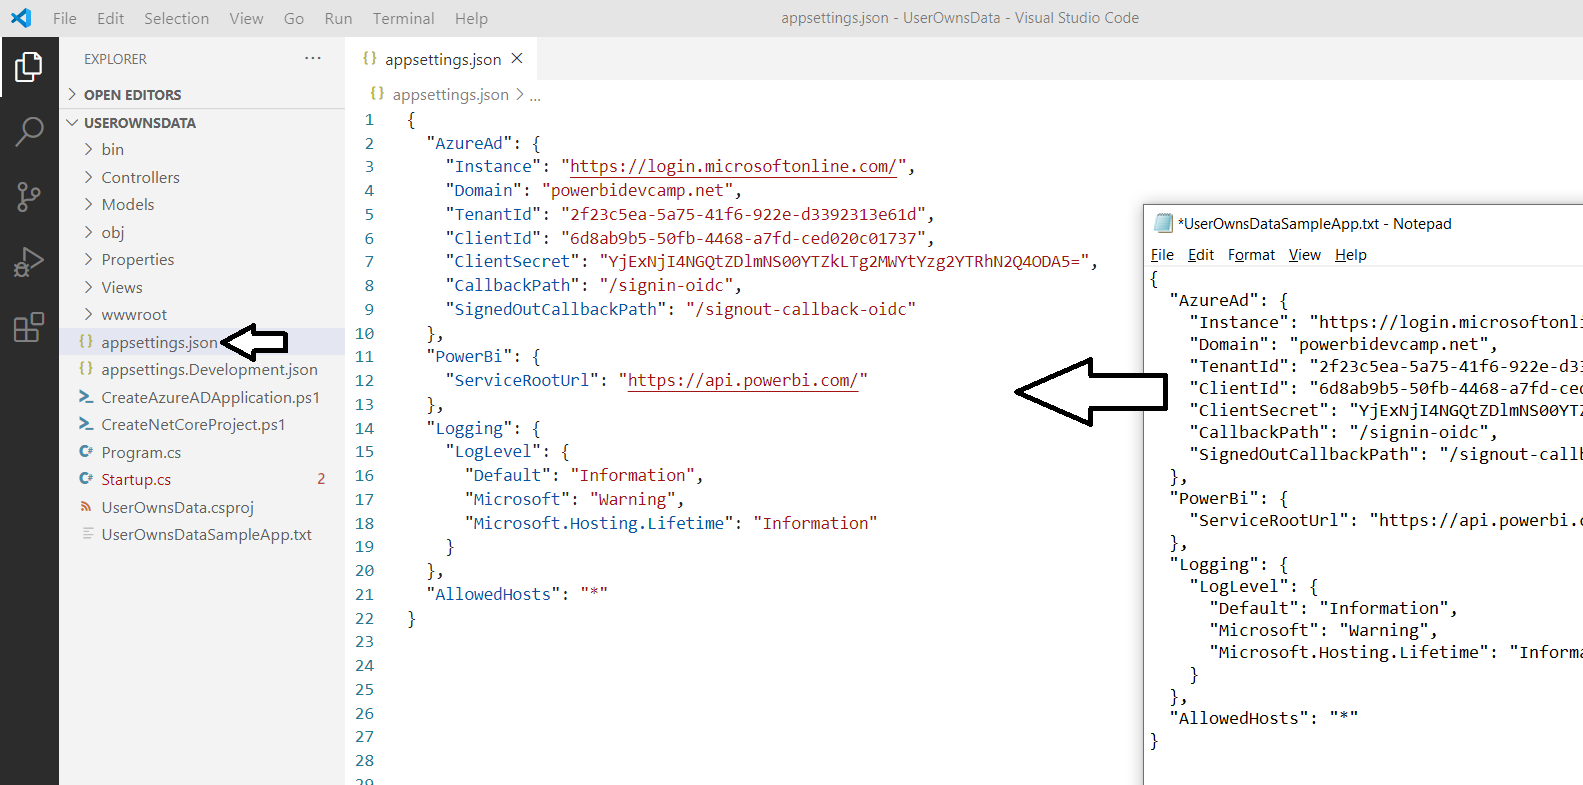 File Edit Selection View Go Run Terminal Help
appsettings.json - UserOwnsData - Visual Studio Code
EXPLORER ...
OPEN EDITORS
USEROWNSDATA
bin
Controllers
Models
obj
Properties
Views
wwwroot
{} appsettings.json
{} appsettings.Development.json
CreateAzureADApplication.ps1
CreateNetCoreProject.ps1
C# Program.cs
C# Startup.cs 2
UserOwnsData.csproj
UserOwnsDataSampleApp.txt
{} appsettings.json ×
{} appsettings.json > ...
1 {
2 "AzureAd": {
3 "Instance": "https://login.microsoftonline.com/",
4 "Domain": "powerbidevcamp.net",
5 "TenantId": "2f23c5ea-5a75-41f6-922e-d3392313e61d",
6 "ClientId": "6d8ab9b5-50fb-4468-a7fd-ced020c01737",
7 "ClientSecret": "YjExNjI4NGQtZDlmNS00YTZkLTg2MWYtYzg2YTRhN2Q4ODA5=",
8 "CallbackPath": "/signin-oidc",
9 "SignedOutCallbackPath": "/signout-callback-oidc"
10 },
11 "PowerBi": {
12 "ServiceRootUrl": "https://api.powerbi.com/"
13 },
14 "Logging": {
15 "LogLevel": {
16 "Default": "Information",
17 "Microsoft": "Warning",
18 "Microsoft.Hosting.Lifetime": "Information"
19 }
20 },
21 "AllowedHosts": "*"
22 }
23
24
25
26
27
28
29
*UserOwnsDataSampleApp.txt - Notepad
File Edit Format View Help
{
"AzureAd": {
"Instance": "https://login.microsoftonli
"Domain": "powerbidevcamp.net",
"TenantId": "2f23c5ea-5a75-41f6-922e-d33
"ClientId": "6d8ab9b5-50fb-4468-a7fd-ced
"ClientSecret": "YjExNjI4NGQtZDlmNS00YTZ
"CallbackPath": "/signin-oidc",
"SignedOutCallbackPath": "/signout-callb
},
"PowerBi": {
"ServiceRootUrl": "https://api.powerbi.c
},
"Logging": {
"LogLevel": {
"Default": "Information",
"Microsoft": "Warning",
"Microsoft.Hosting.Lifetime": "Informa
}
},
"AllowedHosts": "*"
}